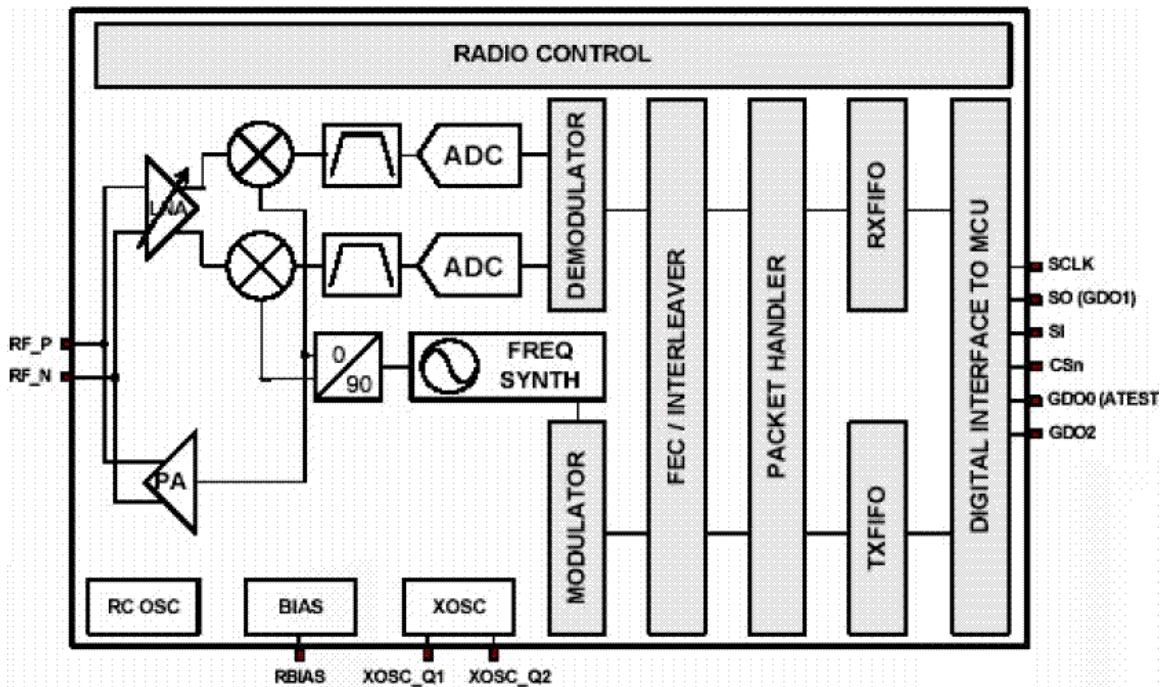 RADIO CONTROL
LNA
ADC
ADC
DEMODULATOR
FEC / INTERLEAVER
PACKET HANDLER
RXFIFO
DIGITAL INTERFACE TO MCU
SCLK
SO (GDO1)
SI
CSn
GDO0 (ATEST
GDO2
RF_P
RF_N
0
90
FREQ
SYNTH
PA
MODULATOR
TXFIFO
RC OSC
BIAS
XOSC
RBIAS
XOSC_Q1
XOSC_Q2